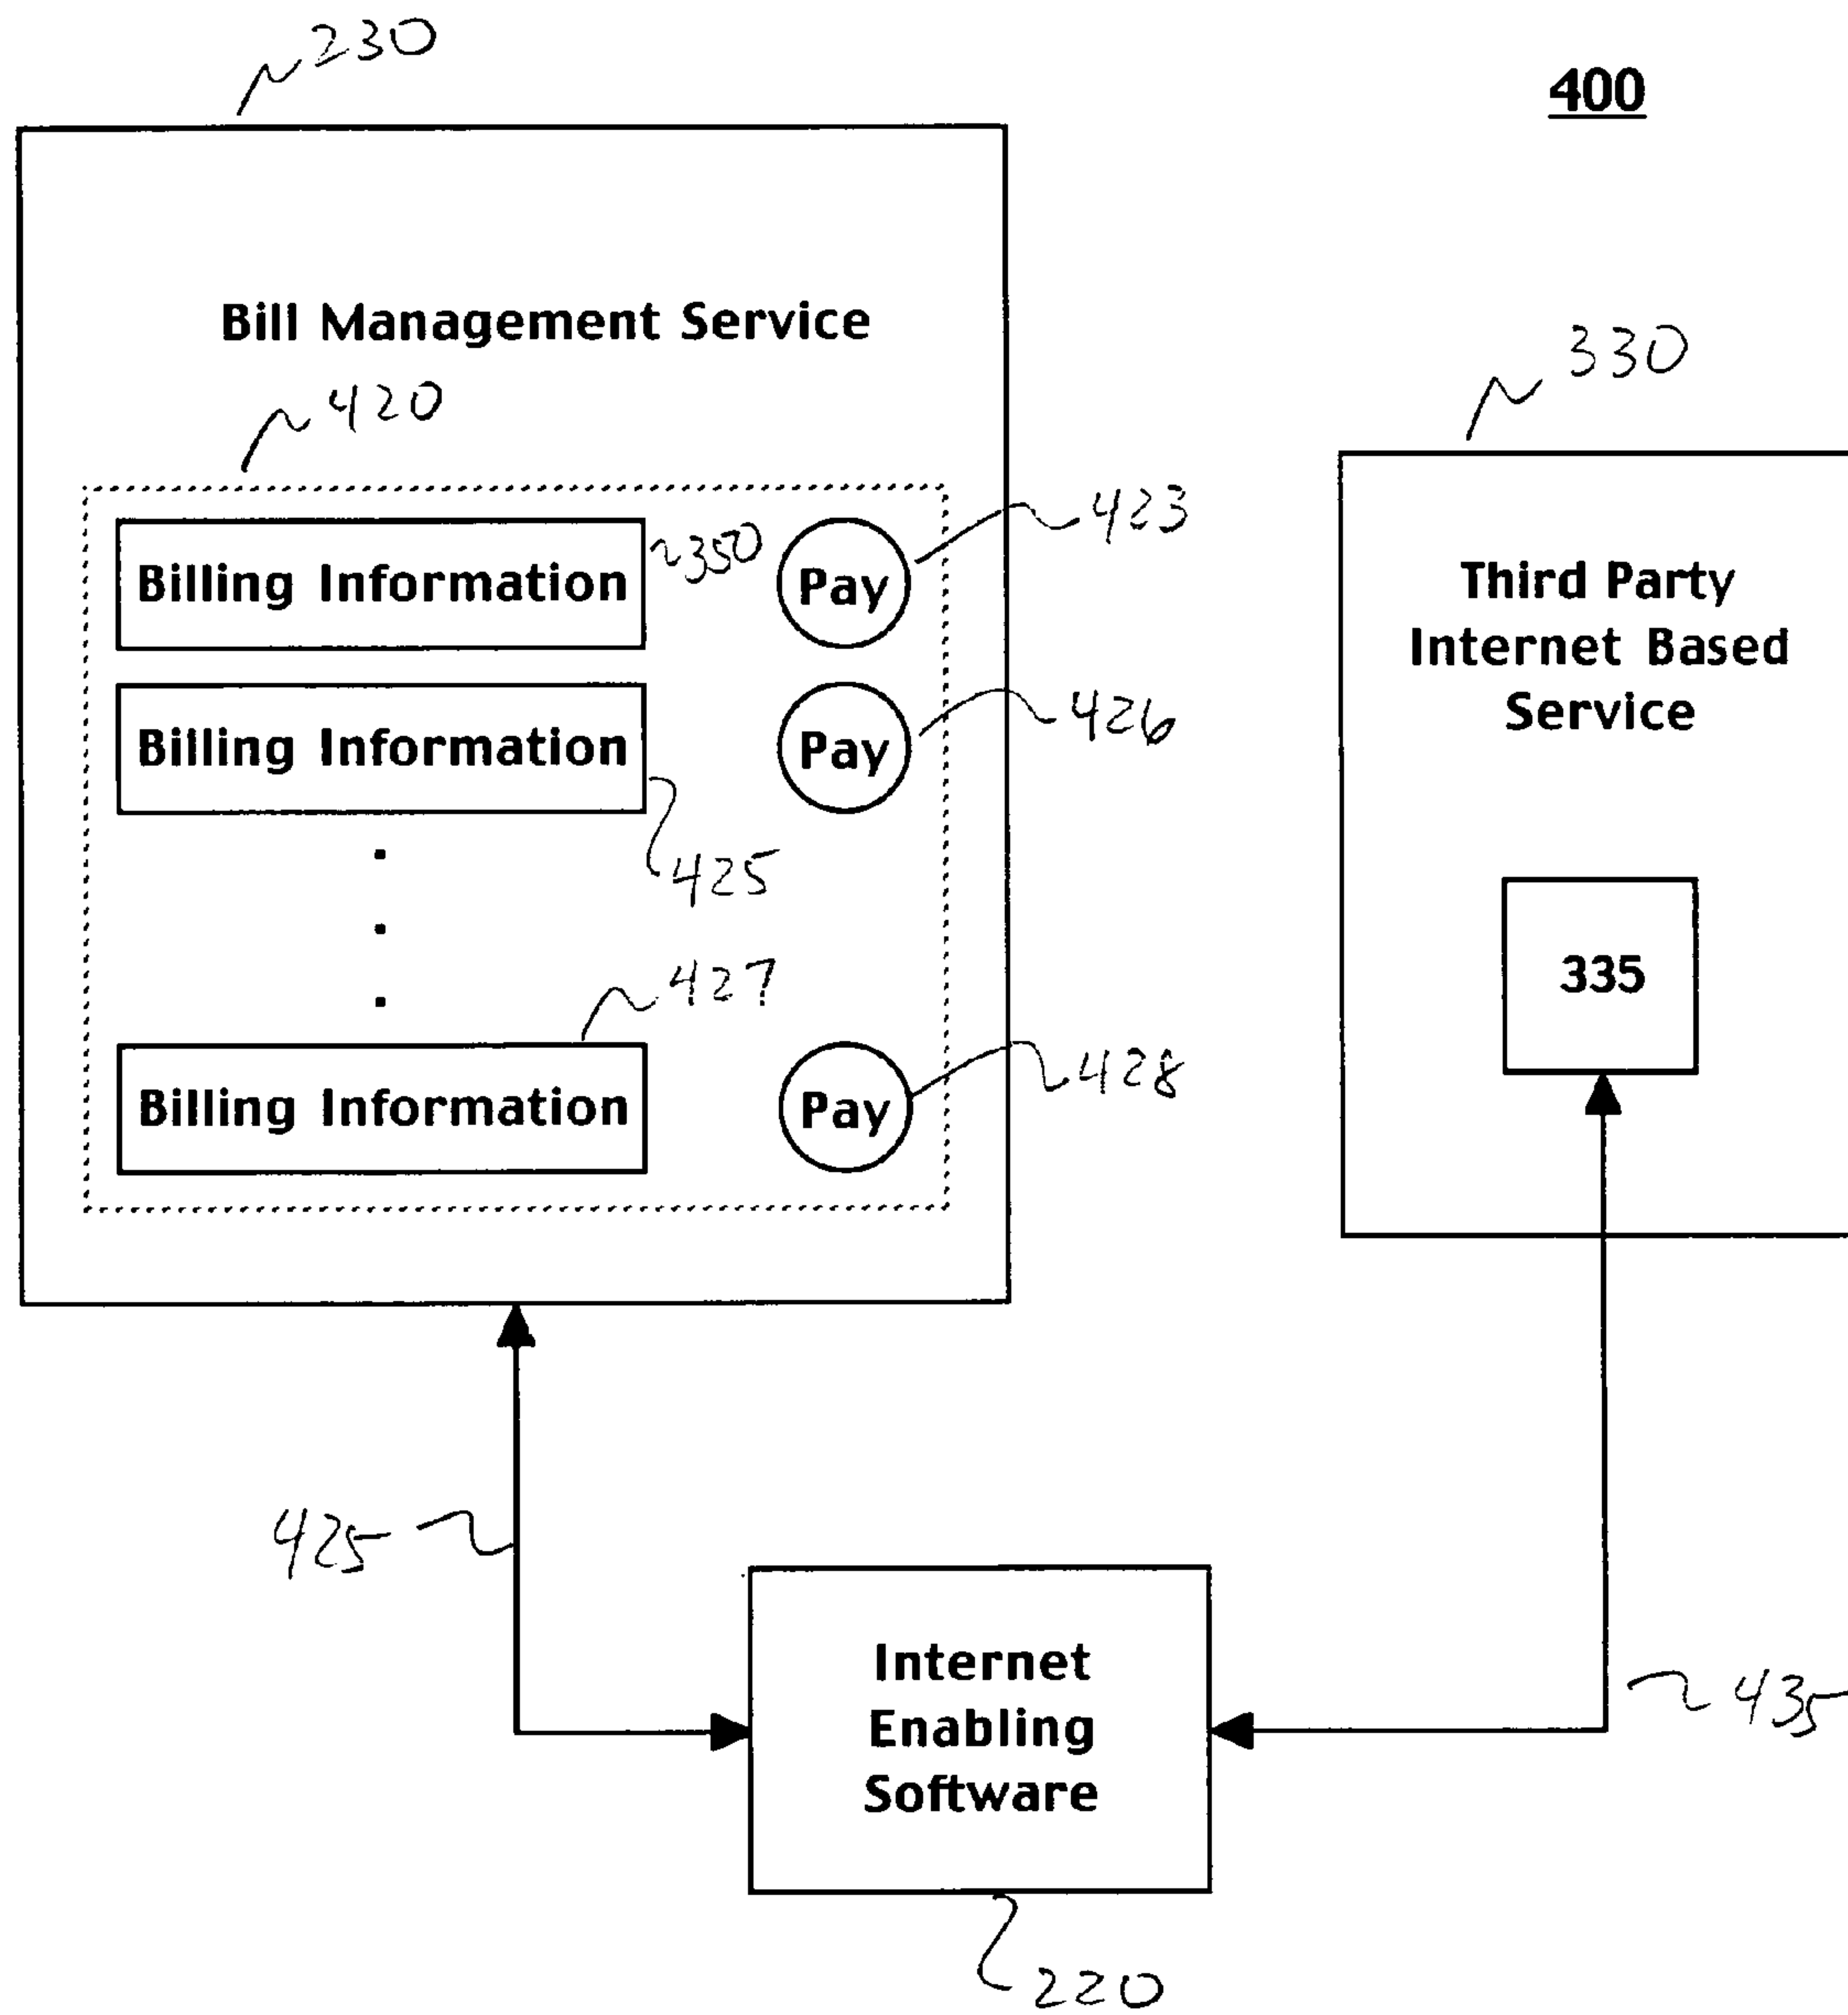 230
400
Bill Management Service
420
330
Billing Information
350
Pay
423
Third Party
Internet Based
Service
Billing Information
Pay
426
425
335
427
Billing Information
Pay
428
425
Internet
Enabling
Software
435
220